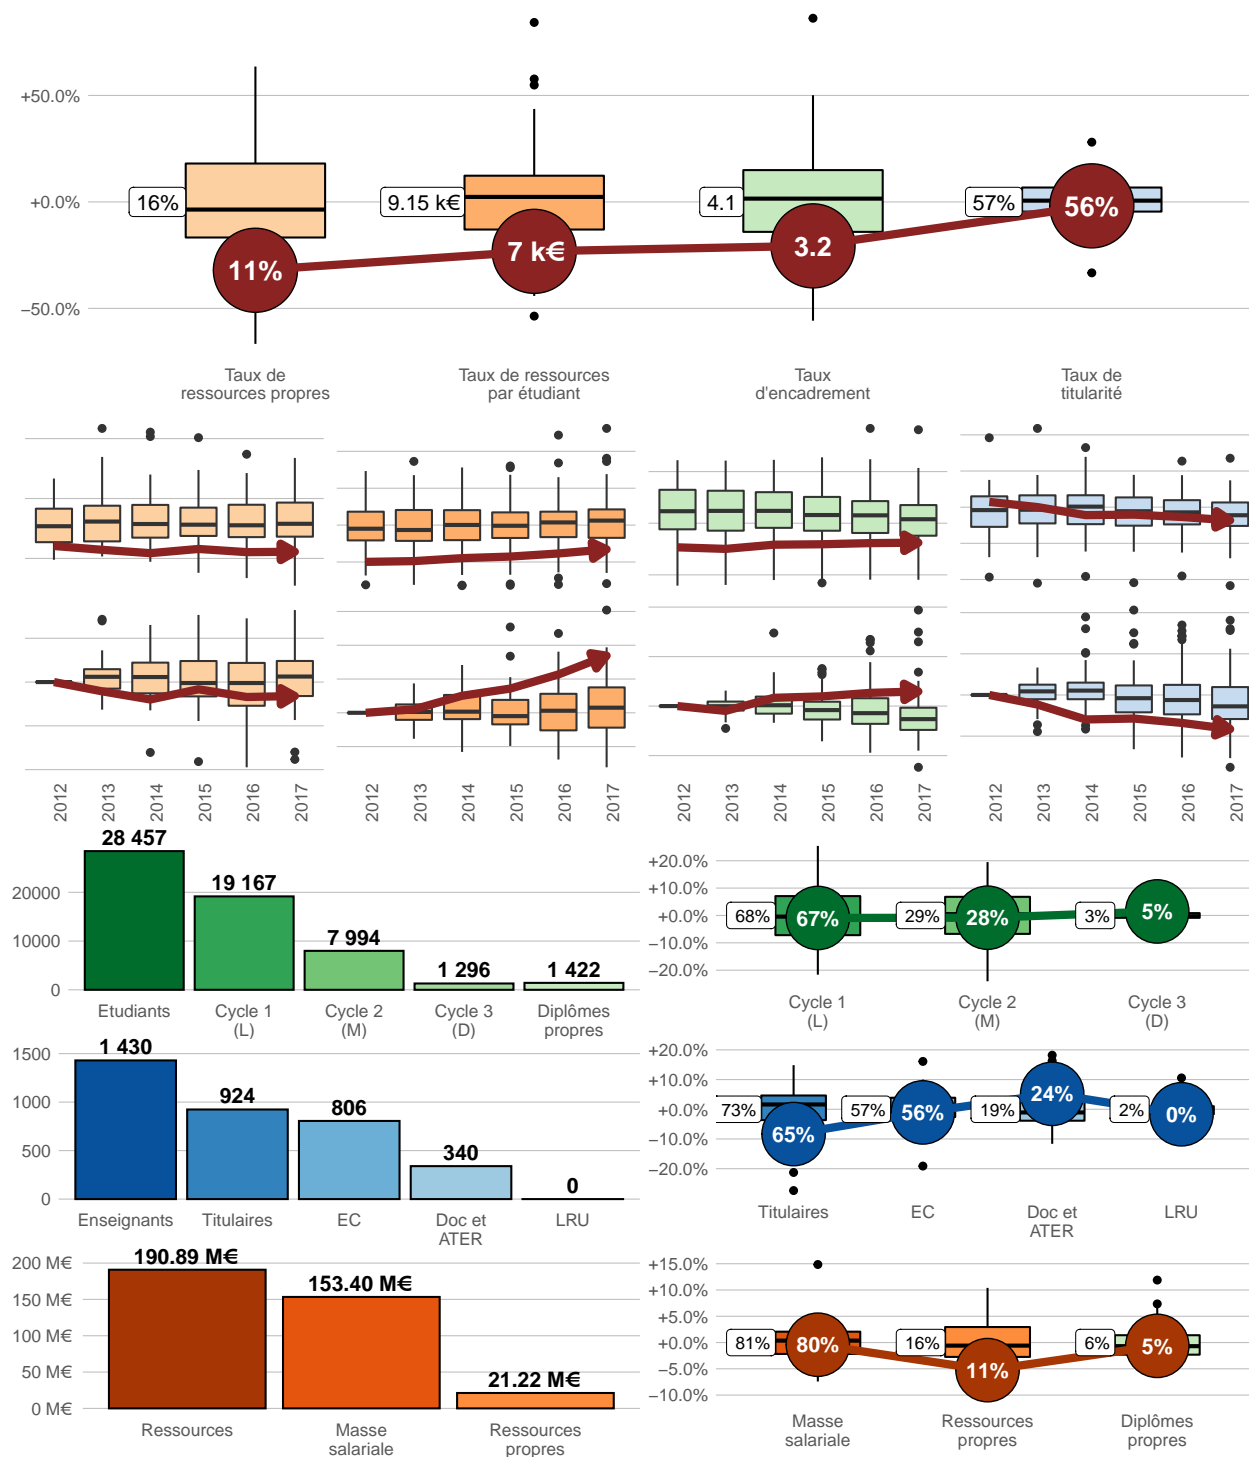 +50.0%
+0.0%
−50.0%
16%
9.15 k€
4.1
57%
11%
7 k€
3.2
56%
Taux de
ressources propres
Taux de ressources
par étudiant
Taux
d'encadrement
Taux de
titularité
2012
2013
2014
2015
2016
2017
2012
2013
2014
2015
2016
2017
2012
2013
2014
2015
2016
2017
2012
2013
2014
2015
2016
2017
20000
10000
0
28 457
19 167
7 994
1 296
1 422
Etudiants
Cycle 1
(L)
Cycle 2
(M)
Cycle 3
(D)
Diplômes
propres
+20.0%
+10.0%
+0.0%
−10.0%
−20.0%
68%
67%
29%
28%
3%
5%
Cycle 1
(L)
Cycle 2
(M)
Cycle 3
(D)
1500
1000
500
0
1 430
924
806
340
0
Enseignants
Titulaires
EC
Doc et
ATER
LRU
+20.0%
+10.0%
+0.0%
−10.0%
−20.0%
73%
65%
57%
56%
19%
24%
2%
0%
Titulaires
EC
Doc et
ATER
LRU
200 M€
150 M€
100 M€
50 M€
0 M€
190.89 M€
153.40 M€
21.22 M€
Ressources
Masse
salariale
Ressources
propres
+15.0%
+10.0%
+5.0%
+0.0%
−5.0%
−10.0%
81%
80%
16%
11%
6%
5%
Masse
salariale
Ressources
propres
Diplômes
propres